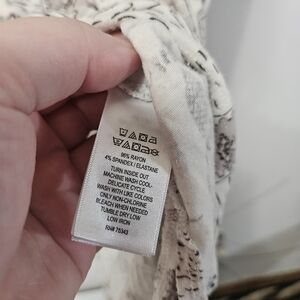 96% RAYON
4% SPANDEX / ELASTANE
TURN INSIDE OUT
MACHINE WASH COOL-
DELICATE CYCLE
WASH WITH LIKE COLORS
ONLY NON-CHLORINE
BLEACH WHEN NEEDED
TUMBLE DRY LOW
LOW IRON
RN# 75343